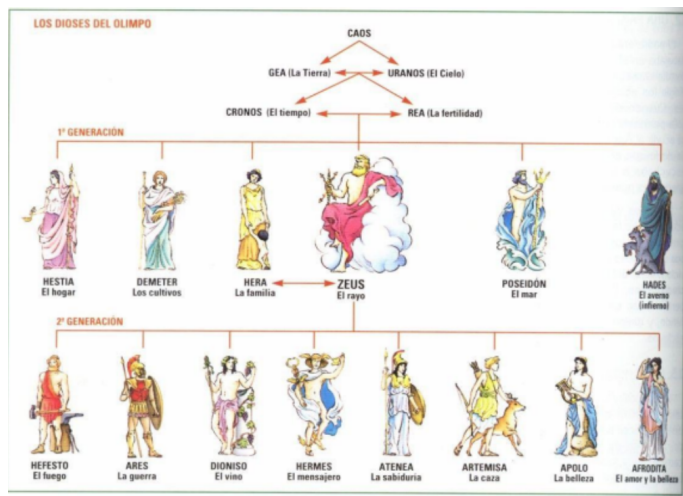 LOS DIOSES DEL OLIMPO
CAOS
GEA (La Tierra) URANOS (El Cielo)
CRONOS (El tiempo) REA (La fertilidad)
1ª GENERACIÓN
HESTIA
El hogar
DEMETER
Los cultivos
HERA
La familia
ZEUS
El rayo
POSEIDÓN
El mar
HADES
El averno
(infierno)
2ª GENERACIÓN
HEFESTO
El fuego
ARES
La guerra
DIONISO
El vino
HERMES
El mensajero
ATENEA
La sabiduria
ARTEMISA
La caza
APOLO
La belleza
AFRODITA
El amor y la belleza